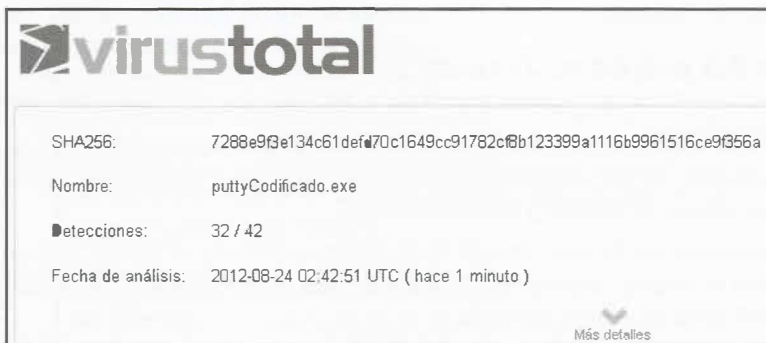 virustotal
SHA256: 7288e9f3e134c61defd70c1649cc91782cf8b123399a1116b9961516ce9f356a
Nombre: puttyCodificado.exe
Detecciones: 32 / 42
Fecha de análisis: 2012-08-24 02:42:51 UTC ( hace 1 minuto )
Más detalles